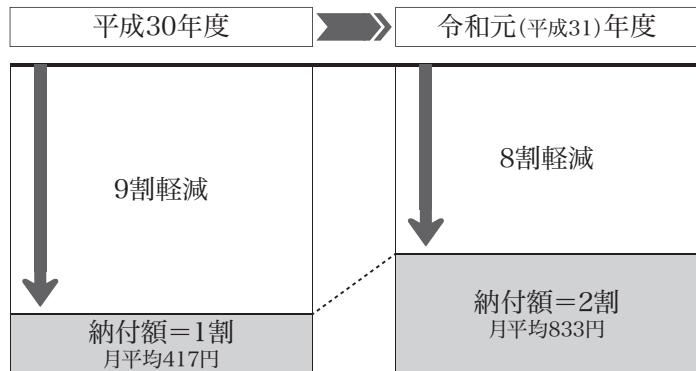 平成30年度
令和元(平成31)年度
9割軽減
8割軽減
納付額=1割
月平均417円
納付額=2割
月平均833円